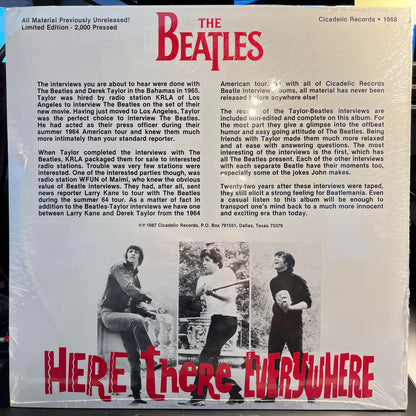 All Material Previously Unreleased!
Limited Edition - 2,000 Pressed
THE
BEATLES
Cicadelic Records • 1968
The interviews you are about to hear were done with
The Beatles and Derek Taylor in the Bahamas in 1965.
Taylor was hired by radio station KRLA of Los
Angeles to interview The Beatles on the set of their
new movie. Having just moved to Los Angeles, Taylor
was the perfect choice to interview The Beatles.
He had acted as their press officer during their
summer 1964 American tour and knew them much
more intimately than your standard reporter.
When Taylor completed the interviews with The
Beatles, KRLA packaged them for sale to interested
radio stations. Trouble was very few stations were
interested. One of the interested parties though, was
radio station WFUN of Maimi, who knew the obvious
value of Beatle interviews. They had, after all, sent
news reporter Larry Kane to tour with The Beatles
during the summer 64 tour. As a matter of fact in
addition to the Beatles-Taylor interviews we have one
between Larry Kane and Derek Taylor from the 1964
American tour. As with all of Cicadelic Records
Beatle interview albums, all material has never been
released before anywhere else!
The rest of the Taylor-Beatles interviews are
included non-edited and complete on this album. For
the most part they give a glimpse into the offbeat
humor and easy going attitude of The Beatles. Being
friends with Taylor made them much more relaxed
and at ease with answering questions. The most
interesting of the interviews is the first, which has
all The Beatles present. Each of the other interviews
with each separate Beatle have their moments too,
especially some of the jokes John makes.
Twenty-two years after these interviews were taped,
they still elicit a strong feeling for Beatlemania. Even
a casual listen to this album will be enough to
transport one's mind back to a much more innocent
and exciting era than today.
©℗ 1987 Cicadelic Records, P.O. Box 791551, Dallas, Texas 75379
HERE there EVERYWHERE